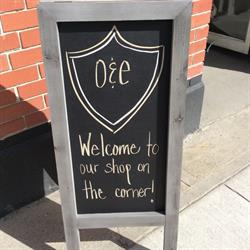 O & E
Welcome to
our shop on
the corner!